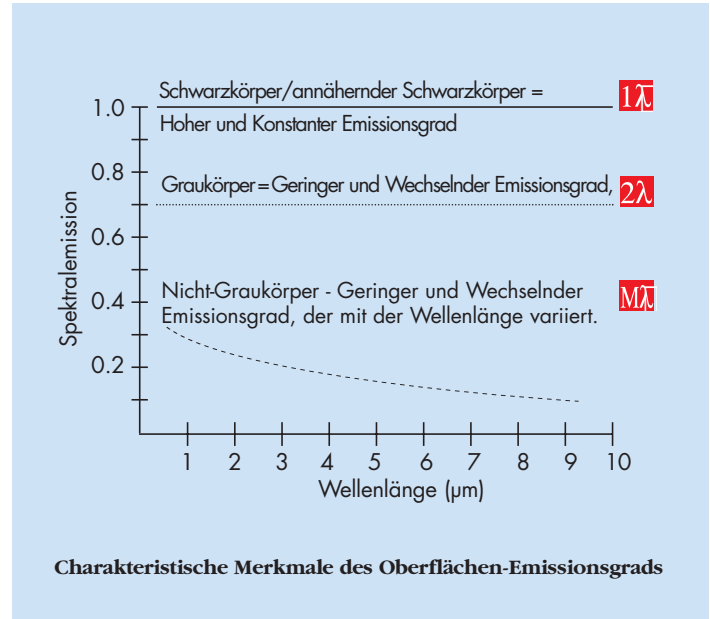 Schwarzkörper/annähernder Schwarzkörper =
1λ
1.0
Hoher und Konstanter Emissionsgrad
0.8
Graukörper = Geringer und Wechselnder Emissionsgrad,
2λ
0.6
Spektralemission
Nicht-Graukörper - Geringer und Wechselnder
Mλ
0.4
Emissionsgrad, der mit der Wellenlänge variiert.
0.2
1 2 3 4 5 6 7 8 9 10
Wellenlänge (µm)
Charakteristische Merkmale des Oberflächen-Emissionsgrads